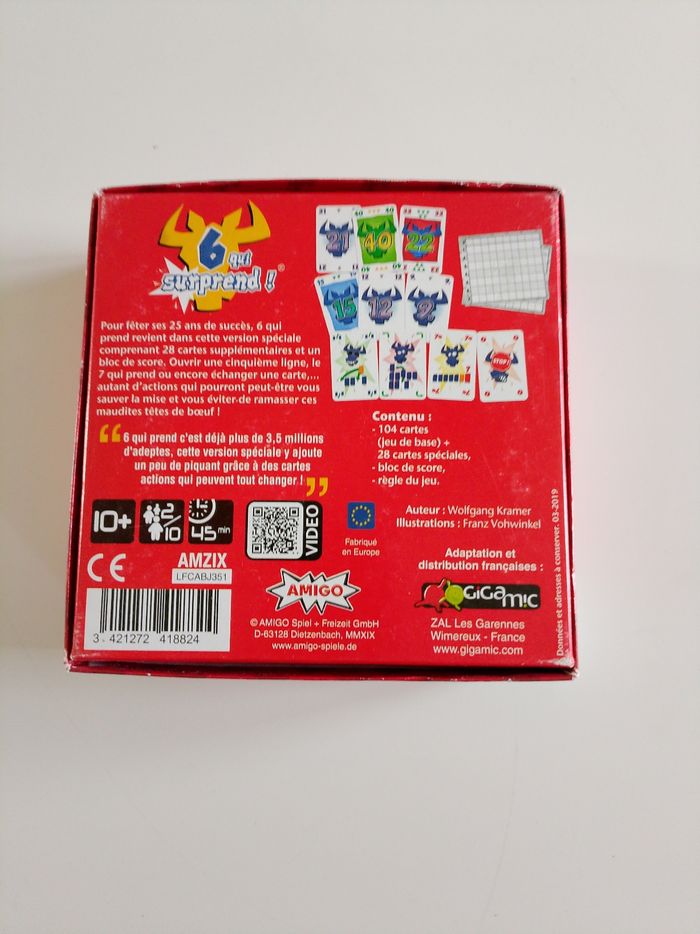 6 qui
surprend !®
Pour fêter ses 25 ans de succès, 6 qui
prend revient dans cette version spéciale
comprenant 28 cartes supplémentaires et un
bloc de score. Ouvrir une cinquième ligne, le
7 qui prend ou encore échanger une carte,...
autant d'actions qui pourront peut-être vous
sauver la mise et vous éviter de ramasser ces
maudites têtes de bœuf !
“6 qui prend c'est déjà plus de 3,5 millions
d'adeptes, cette version spéciale y ajoute
un peu de piquant grâce à des cartes
actions qui peuvent tout changer !”
21 40 22
15 12 9
STOP
Contenu :
- 104 cartes
(jeu de base) +
28 cartes spéciales,
- bloc de score,
- règle du jeu.
10+
2/10
45 min
VIDEO
Fabriqué
en Europe
Auteur : Wolfgang Kramer
Illustrations : Franz Vohwinkel
Adaptation et
distribution françaises :
GiGamic
ZAL Les Garennes
Wimereux - France
www.gigamic.com
CE
AMZIX
LFCABJ351
3 421272 418824
AMIGO
© AMIGO Spiel + Freizeit GmbH
D-63128 Dietzenbach, MMXIX
www.amigo-spiele.de
Données et adresses à conserver. 03-2019